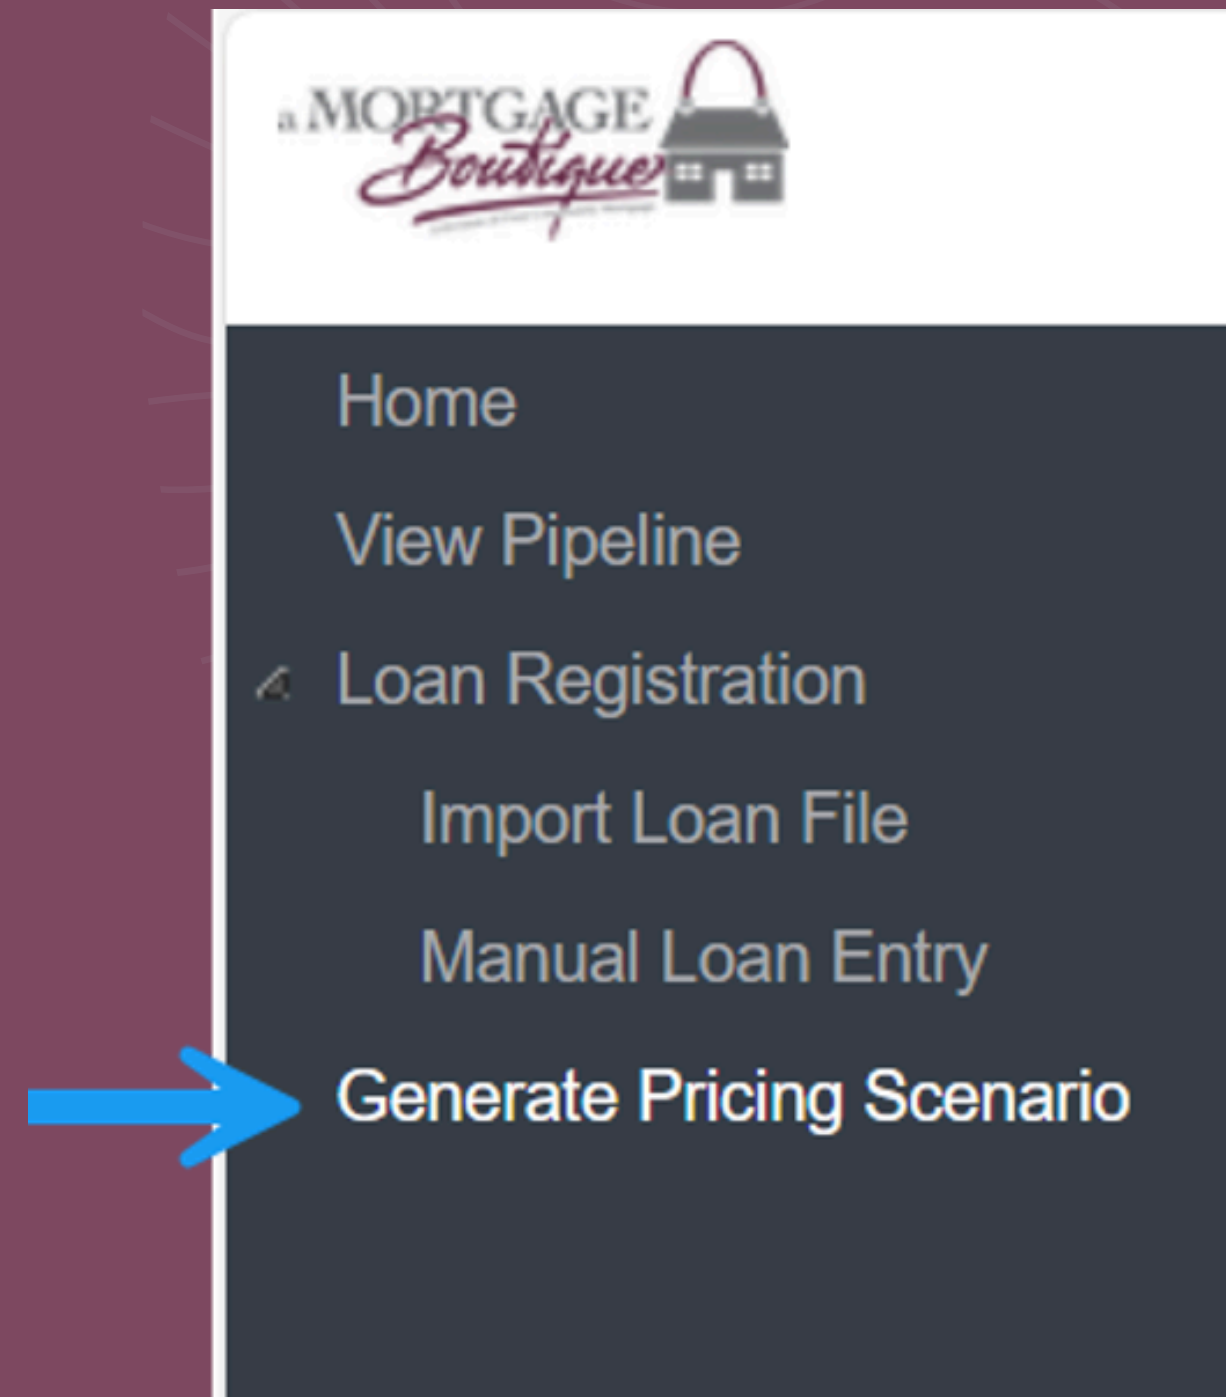 a MORTGAGE
Boutique
Home
View Pipeline
Loan Registration
Import Loan File
Manual Loan Entry
Generate Pricing Scenario